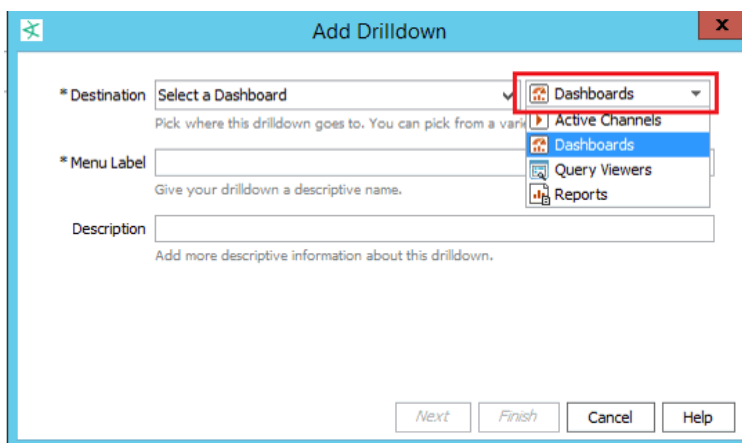 Add Drilldown
x
* Destination Select a Dashboard Dashboards
Pick where this drilldown goes to. You can pick from a
Active Channels
Dashboards
* Menu Label
Query Viewers
Give your drilldown a descriptive name.
Reports
Description
Add more descriptive information about this drilldown.
Next Finish Cancel Help